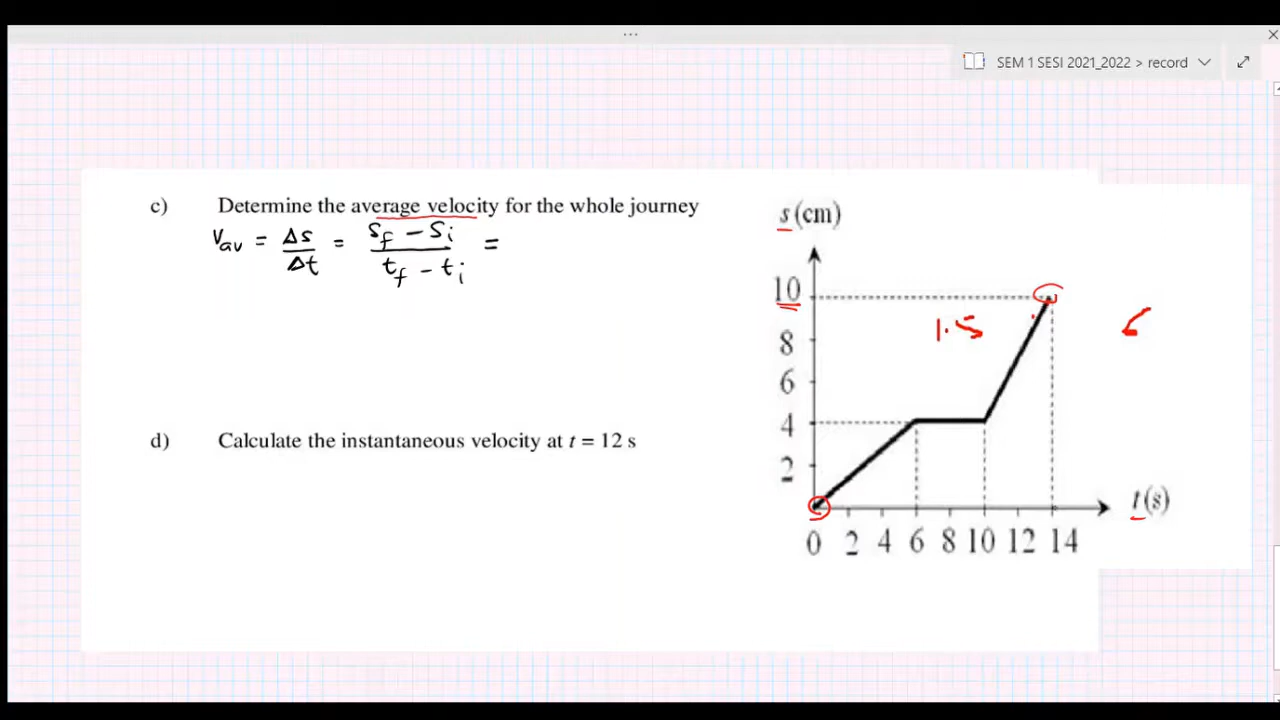 ...
SEM 1 SESI 2021_2022 > record
c) Determine the average velocity for the whole journey
Vav = Δs/Δt = (sf - si)/(tf - ti) =
d) Calculate the instantaneous velocity at t = 12 s
s (cm)
10
8
6
4
2
1.5
6
t (s)
0 2 4 6 8 10 12 14